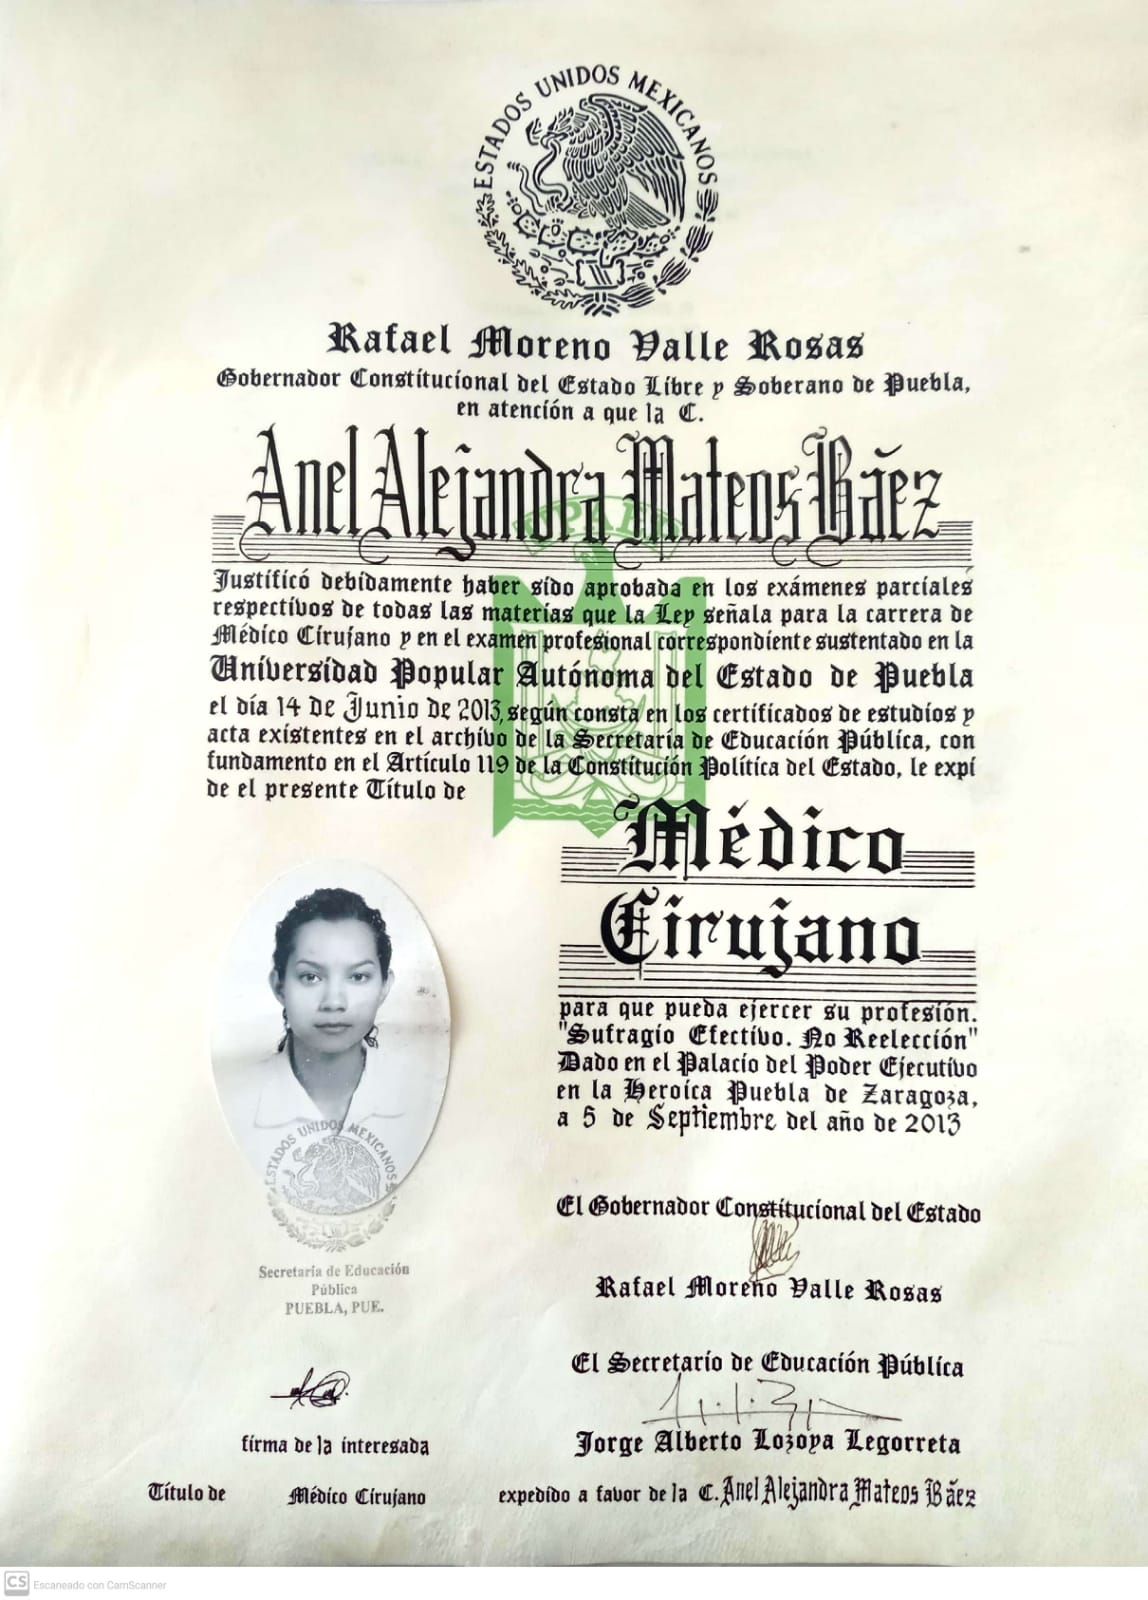 ESTADOS UNIDOS MEXICANOS
Rafael Moreno Valle Rosas
Gobernador Constitucional del Estado Libre y Soberano de Puebla,
en atención a que la C.
Anel Alejandra Mateos Báez
UPAEP
Justificó debidamente haber sido aprobada en los exámenes parciales
respectivos de todas las materias que la Ley señala para la carrera de
Médico Cirujano y en el examen profesional correspondiente sustentado en la
Universidad Popular Autónoma del Estado de Puebla
el día 14 de Junio de 2013, según consta en los certificados de estudios y
acta existentes en el archivo de la Secretaría de Educación Pública, con
fundamento en el Artículo 119 de la Constitución Política del Estado, le expí
de el presente Título de
Médico
Cirujano
para que pueda ejercer su profesión.
"Sufragio Efectivo. No Reelección"
Dado en el Palacio del Poder Ejecutivo
en la Heroíca Puebla de Zaragoza,
a 5 de Septiembre del año de 2013
ESTADOS UNIDOS MEXICANOS
Secretaría de Educación
Pública
PUEBLA, PUE.
El Gobernador Constitucional del Estado
Rafael Moreno Valle Rosas
El Secretario de Educación Pública
Jorge Alberto Lozoya Legorreta
firma de la interesada
Título de Médico Cirujano expedido a favor de la C. Anel Alejandra Mateos Báez
CS Escaneado con CamScanner